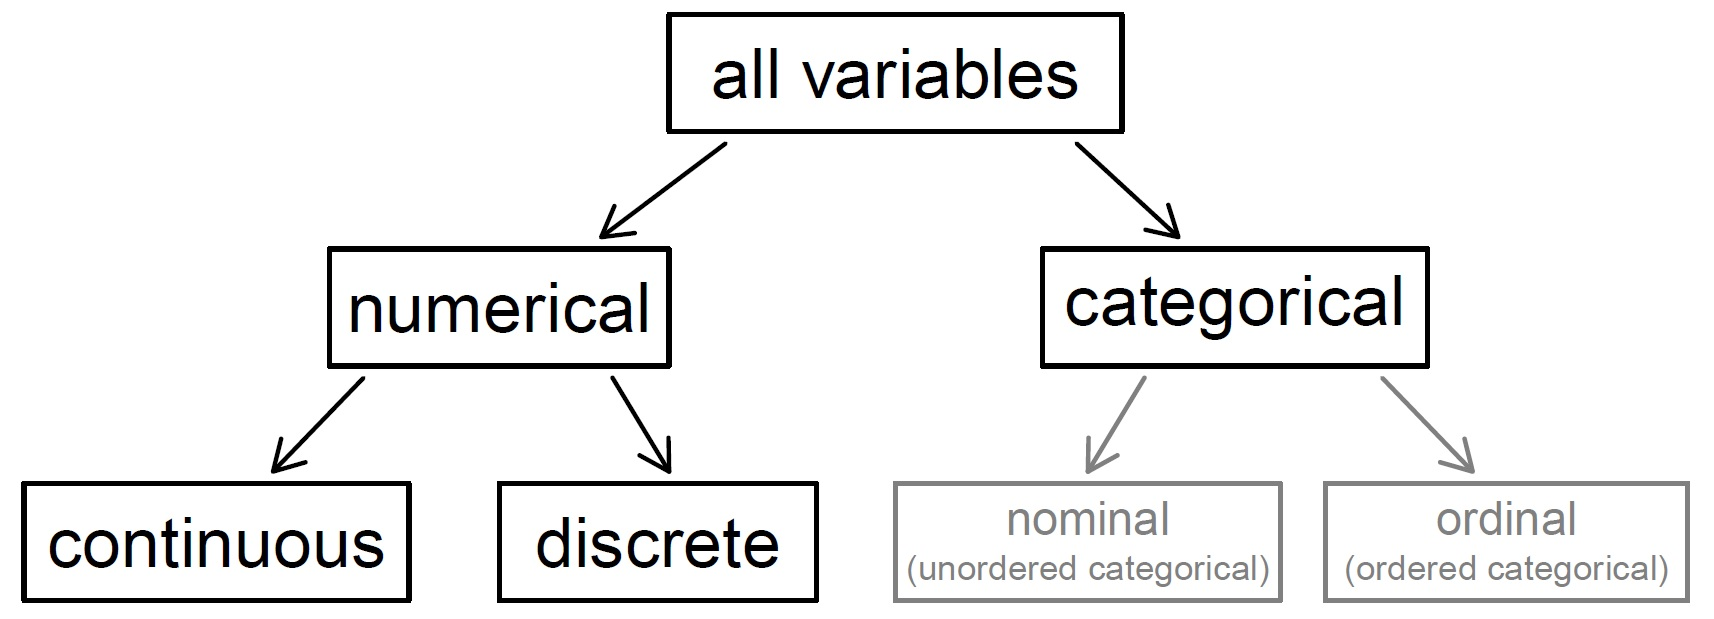 all variables
numerical
categorical
continuous
discrete
nominal
(unordered categorical)
ordinal
(ordered categorical)